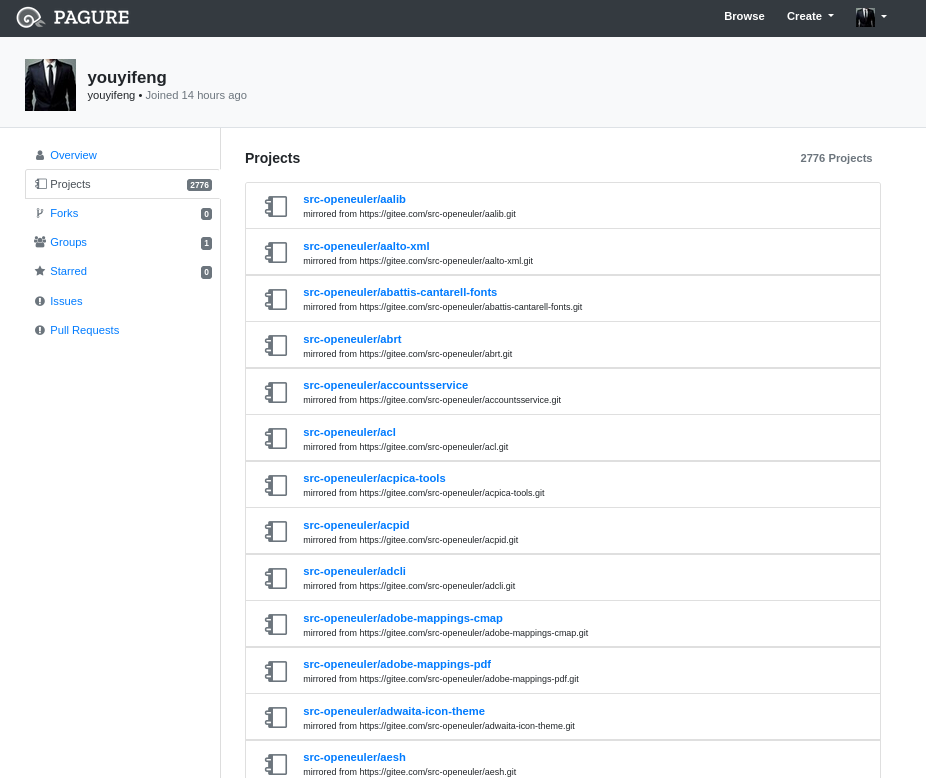 PAGURE
Browse
Create
youyifeng
youyifeng • Joined 14 hours ago
Overview
Projects 2776
Forks 0
Groups 1
Starred 0
Issues
Pull Requests
Projects
2776 Projects
src-openeuler/aalib
mirrored from https://gitee.com/src-openeuler/aalib.git
src-openeuler/aalto-xml
mirrored from https://gitee.com/src-openeuler/aalto-xml.git
src-openeuler/abattis-cantarell-fonts
mirrored from https://gitee.com/src-openeuler/abattis-cantarell-fonts.git
src-openeuler/abrt
mirrored from https://gitee.com/src-openeuler/abrt.git
src-openeuler/accountsservice
mirrored from https://gitee.com/src-openeuler/accountsservice.git
src-openeuler/acl
mirrored from https://gitee.com/src-openeuler/acl.git
src-openeuler/acpica-tools
mirrored from https://gitee.com/src-openeuler/acpica-tools.git
src-openeuler/acpid
mirrored from https://gitee.com/src-openeuler/acpid.git
src-openeuler/adcli
mirrored from https://gitee.com/src-openeuler/adcli.git
src-openeuler/adobe-mappings-cmap
mirrored from https://gitee.com/src-openeuler/adobe-mappings-cmap.git
src-openeuler/adobe-mappings-pdf
mirrored from https://gitee.com/src-openeuler/adobe-mappings-pdf.git
src-openeuler/adwaita-icon-theme
mirrored from https://gitee.com/src-openeuler/adwaita-icon-theme.git
src-openeuler/aesh
mirrored from https://gitee.com/src-openeuler/aesh.git